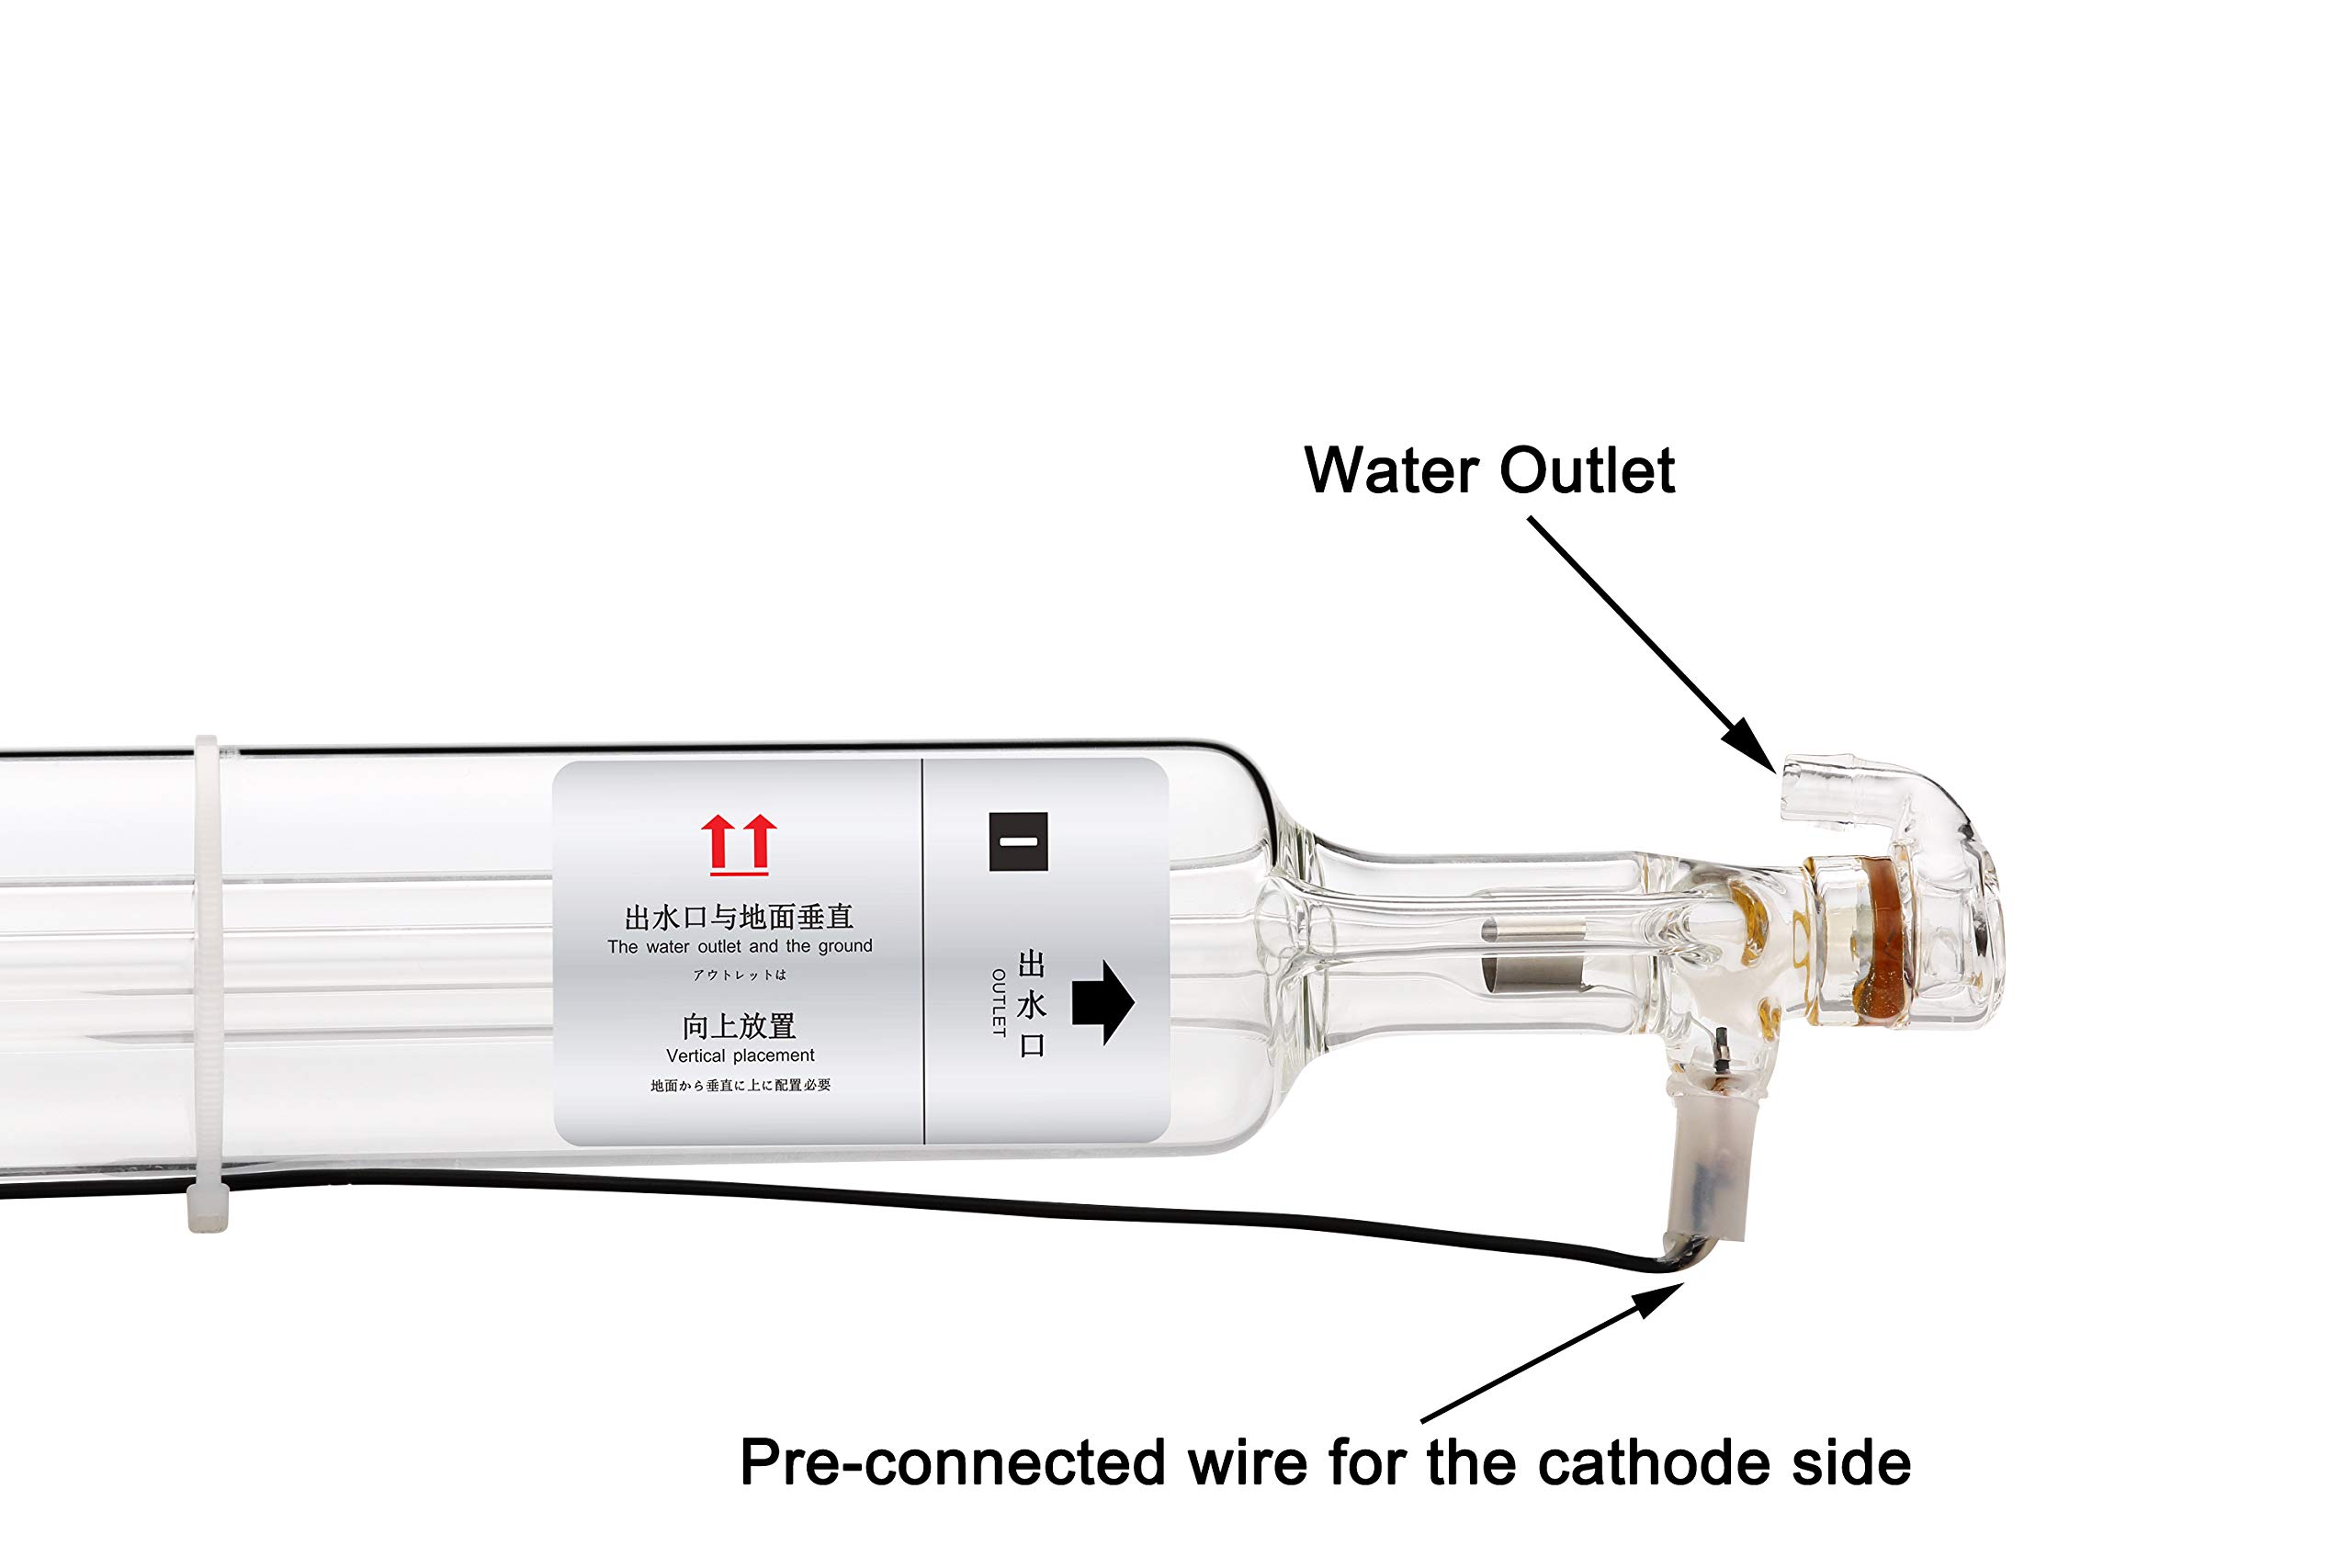 Water Outlet
出水口与地面垂直
The water outlet and the ground
アウトレットは
向上放置
Vertical placement
地面から垂直に上に配置必要
出水口
OUTLET
Pre-connected wire for the cathode side